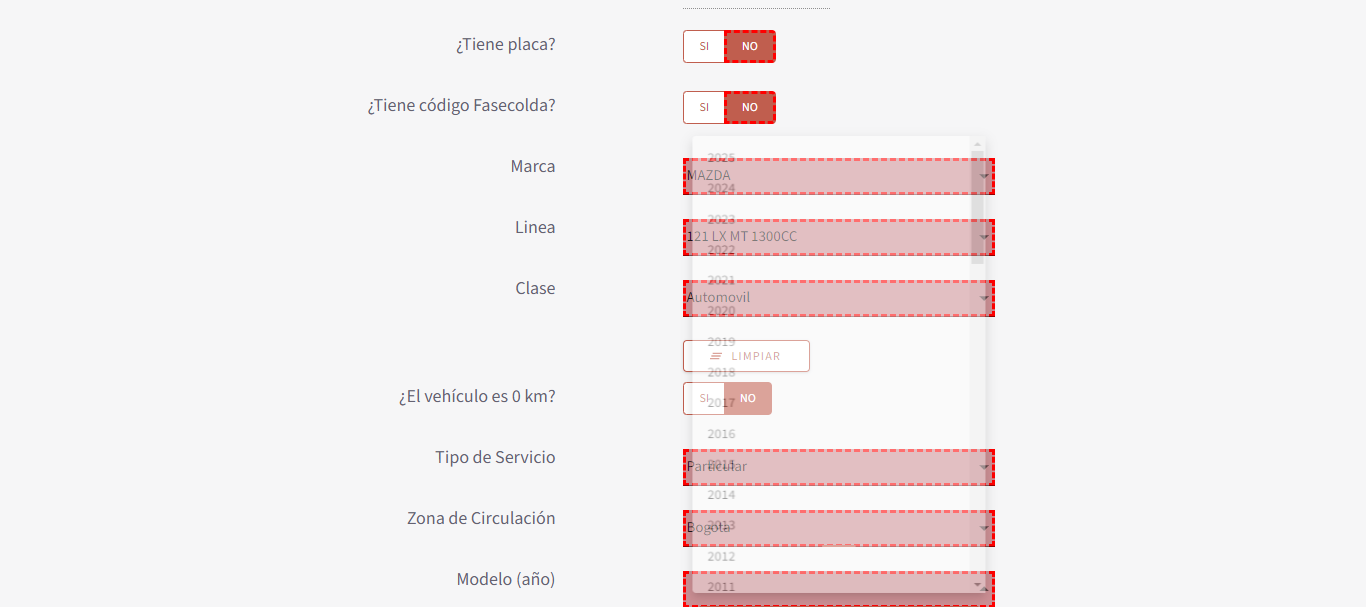 ¿Tiene placa? SI NO
¿Tiene código Fasecolda? SI NO
2025
Marca MAZDA
2024
2023
Linea 121 LX MT 1300CC
2022
2021
Clase Automovil
2020
2019
LIMPIAR
2018
¿El vehículo es 0 km? SI NO
2017
2016
Tipo de Servicio Particular
2015
2014
Zona de Circulación Bogota
2013
2012
Modelo (año) 2011